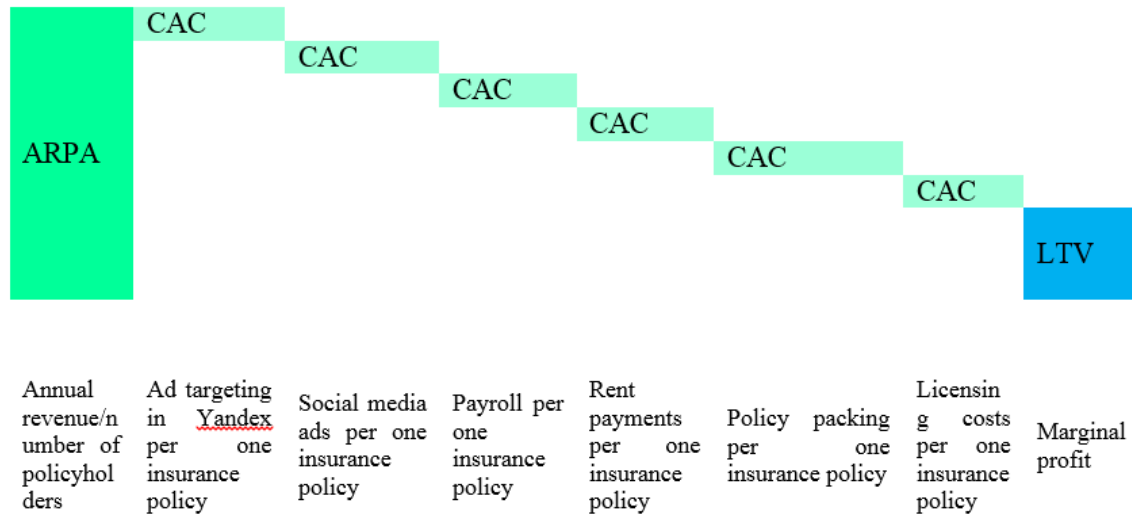 CAC
CAC
CAC
CAC
CAC
CAC
ARPA
LTV
Annual
revenue/n
umber of
policyhol
ders
Ad targeting
in Yandex
per one
insurance
policy
Social media
ads per one
insurance
policy
Payroll per
one
insurance
policy
Rent
payments
per one
insurance
policy
Policy packing
per one
insurance policy
Licensin
g costs
per one
insurance
policy
Marginal
profit